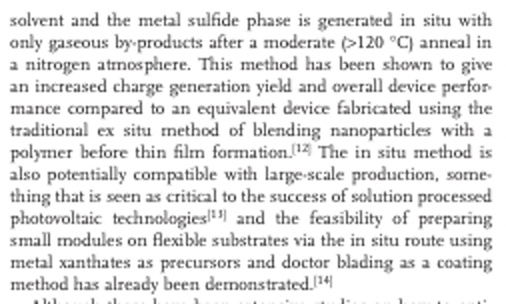 solvent and the metal sulfide phase is generated in situ with
only gaseous by-products after a moderate (>120 °C) anneal in
a nitrogen atmosphere. This method has been shown to give
an increased charge generation yield and overall device perfor-
mance compared to an equivalent device fabricated using the
traditional ex situ method of blending nanoparticles with a
polymer before thin film formation.[12] The in situ method is
also potentially compatible with large-scale production, some-
thing that is seen as critical to the success of solution processed
photovoltaic technologies[13] and the feasibility of preparing
small modules on flexible substrates via the in situ route using
metal xanthates as precursors and doctor blading as a coating
method has already been demonstrated.[14]